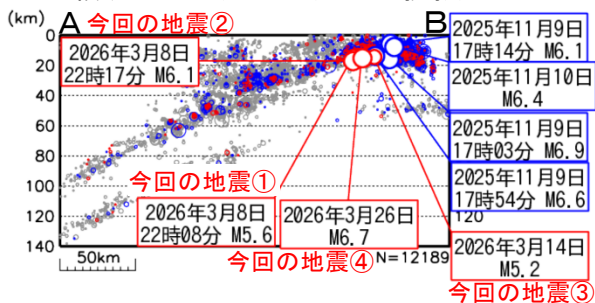 (km)
A
今回の地震②
B
0
20
40
60
80
100
120
140
2026年3月8日
22時17分 M6.1
2025年11月9日
17時14分 M6.1
2025年11月10日
M6.4
2025年11月9日
17時03分 M6.9
2025年11月9日
17時54分 M6.6
120
今回の地震①
2026年3月8日
22時08分 M5.6
2026年3月26日
M6.7
今回の地震④
N=12189
2026年3月14日
M5.2
今回の地震③
50km